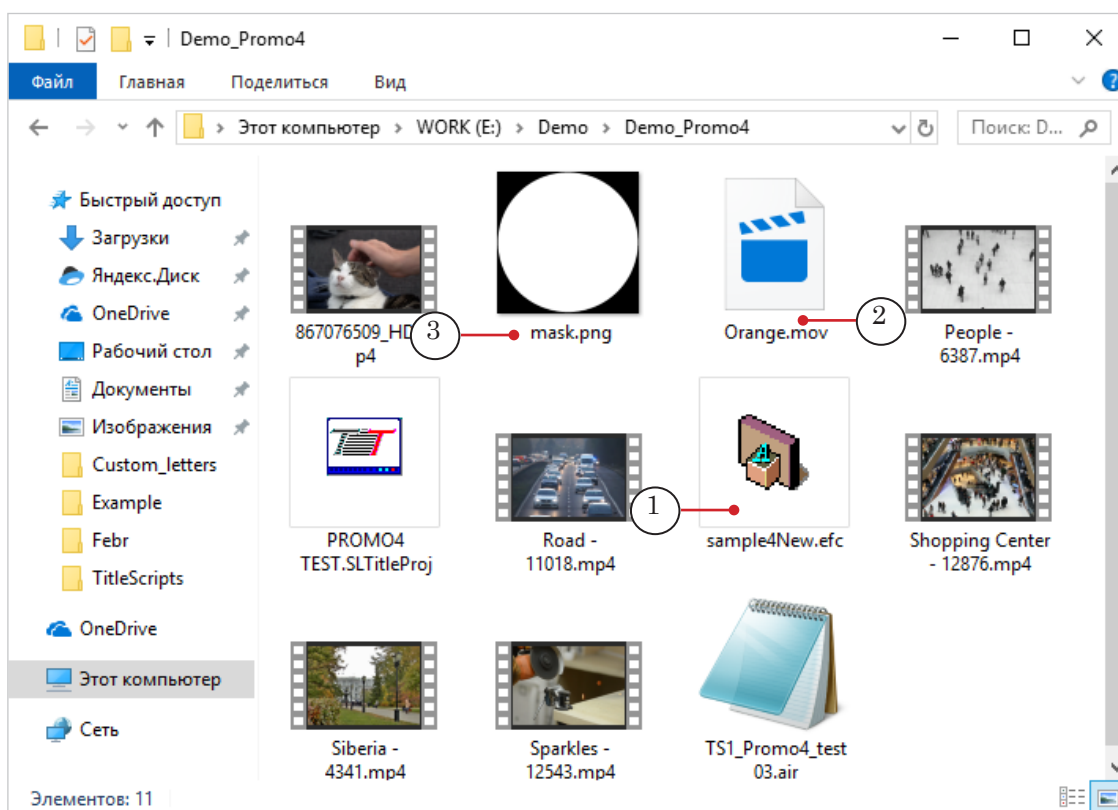 Demo_Promo4
Файл Главная Поделиться Вид
Этот компьютер > WORK (E:) > Demo > Demo_Promo4
Поиск: D...
Быстрый доступ
Загрузки
Яндекс.Диск
OneDrive
Рабочий стол
Документы
Изображения
Custom_letters
Example
Febr
TitleScripts
OneDrive
Этот компьютер
Сеть
867076509_HD
p4
3
mask.png
Orange.mov
2
People -
6387.mp4
PROMO4
TEST.SLTitleProj
Road -
11018.mp4
1
sample4New.efc
Shopping Center
- 12876.mp4
Siberia -
4341.mp4
Sparkles -
12543.mp4
TS1_Promo4_test
03.air
Элементов: 11